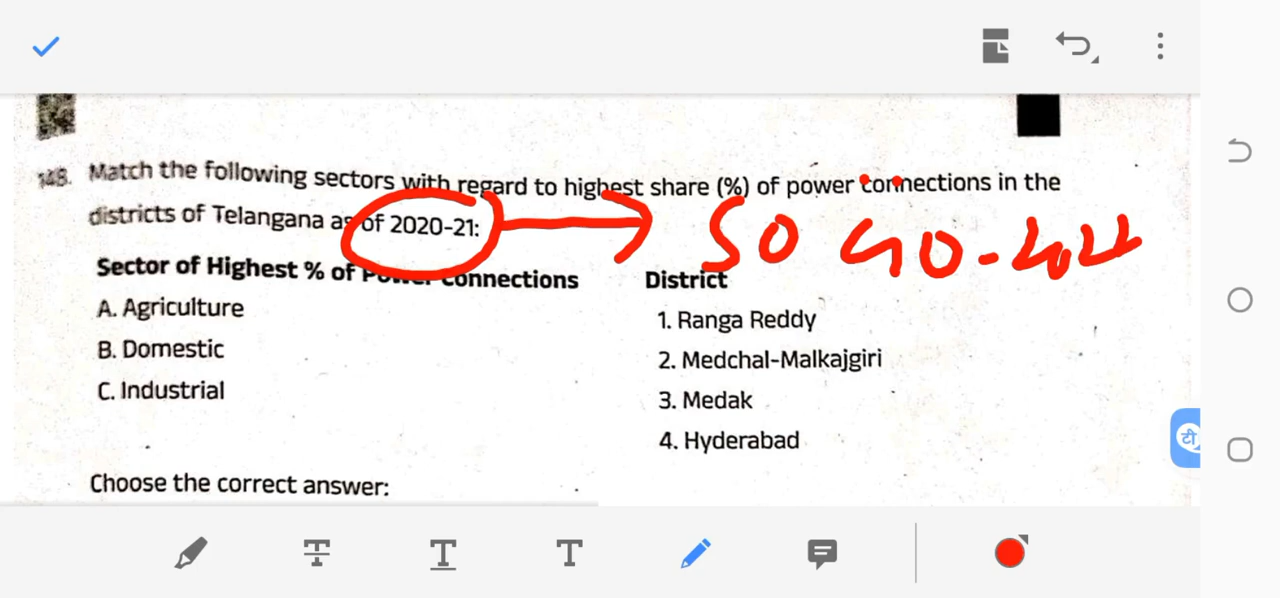 148. Match the following sectors with regard to highest share (%) of power connections in the
districts of Telangana as of 2020-21:
Sector of Highest % of Power Connections District
A. Agriculture 1. Ranga Reddy
B. Domestic 2. Medchal-Malkajgiri
C. Industrial 3. Medak
4. Hyderabad
Choose the correct answer:
T T T
टी